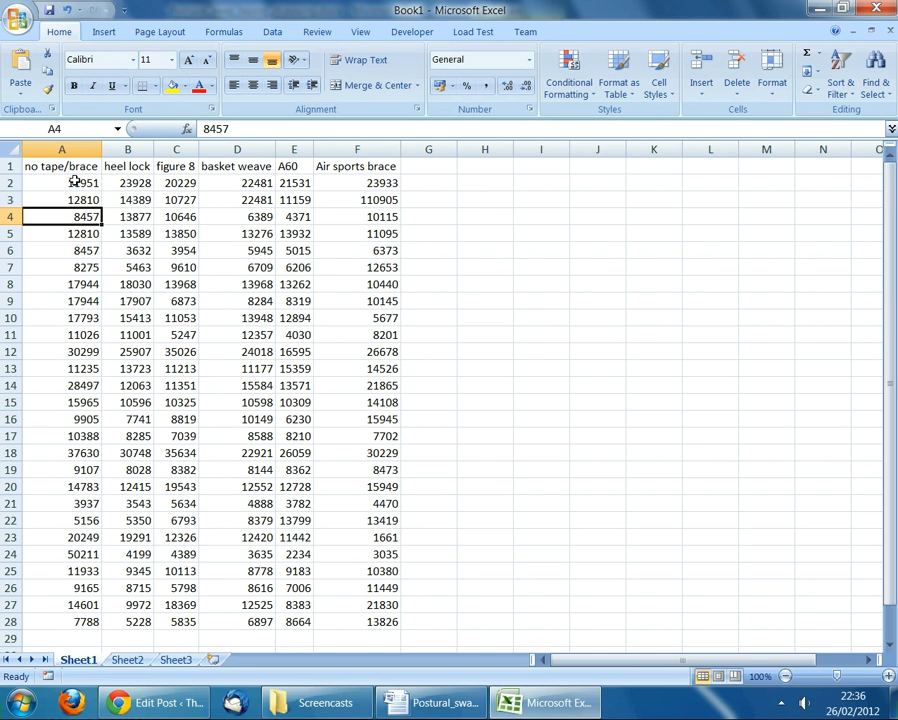 Book1 - Microsoft Excel
Home Insert Page Layout Formulas Data Review View Developer Load Test Team
Paste Calibri 11 Wrap Text General Conditional Formatting Format as Table Cell Styles Insert Delete Format Sort & Filter Find & Select
B I U Merge & Center
Clipboa... Font Alignment Number Styles Cells Editing
A4 fx 8457
A B C D E F G H I J K L M N O
1 no tape/brace heel lock figure 8 basket weave A60 Air sports brace
2 23928 20229 22481 21531 23933
3 12810 14389 10727 22481 11159 110905
4 8457 13877 10646 6389 4371 10115
5 12810 13589 13850 13276 13932 11095
6 8457 3632 3954 5945 5015 6373
7 8275 5463 9610 6709 6206 12653
8 17944 18030 13968 13968 13262 10440
9 17944 17907 6873 8284 8319 10145
10 17793 15413 11053 13948 12894 5677
11 11026 11001 5247 12357 4030 8201
12 30299 25907 35026 24018 16595 26678
13 11235 13723 11213 11177 15359 14526
14 28497 12063 11351 15584 13571 21865
15 15965 10596 10325 10598 10309 14108
16 9905 7741 8819 10149 6230 15945
17 10388 8285 7039 8588 8210 7702
18 37630 30748 35634 22921 26059 30229
19 9107 8028 8382 8144 8362 8473
20 14783 12415 19543 12552 12728 15949
21 3937 3543 5634 4888 3782 4470
22 5156 5350 6793 8379 13799 13419
23 20249 19291 12326 12420 11442 1661
24 50211 4199 4389 3635 2234 3035
25 11933 9345 10113 8778 9183 10380
26 9165 8715 5798 8616 7006 11449
27 14601 9972 18369 12525 8383 21830
28 7788 5228 5835 6897 8664 13826
29
Sheet1 Sheet2 Sheet3
Ready 100%
Edit Post ‹ Th... Screencasts Postural_swa... Microsoft Ex... 22:36
26/02/2012